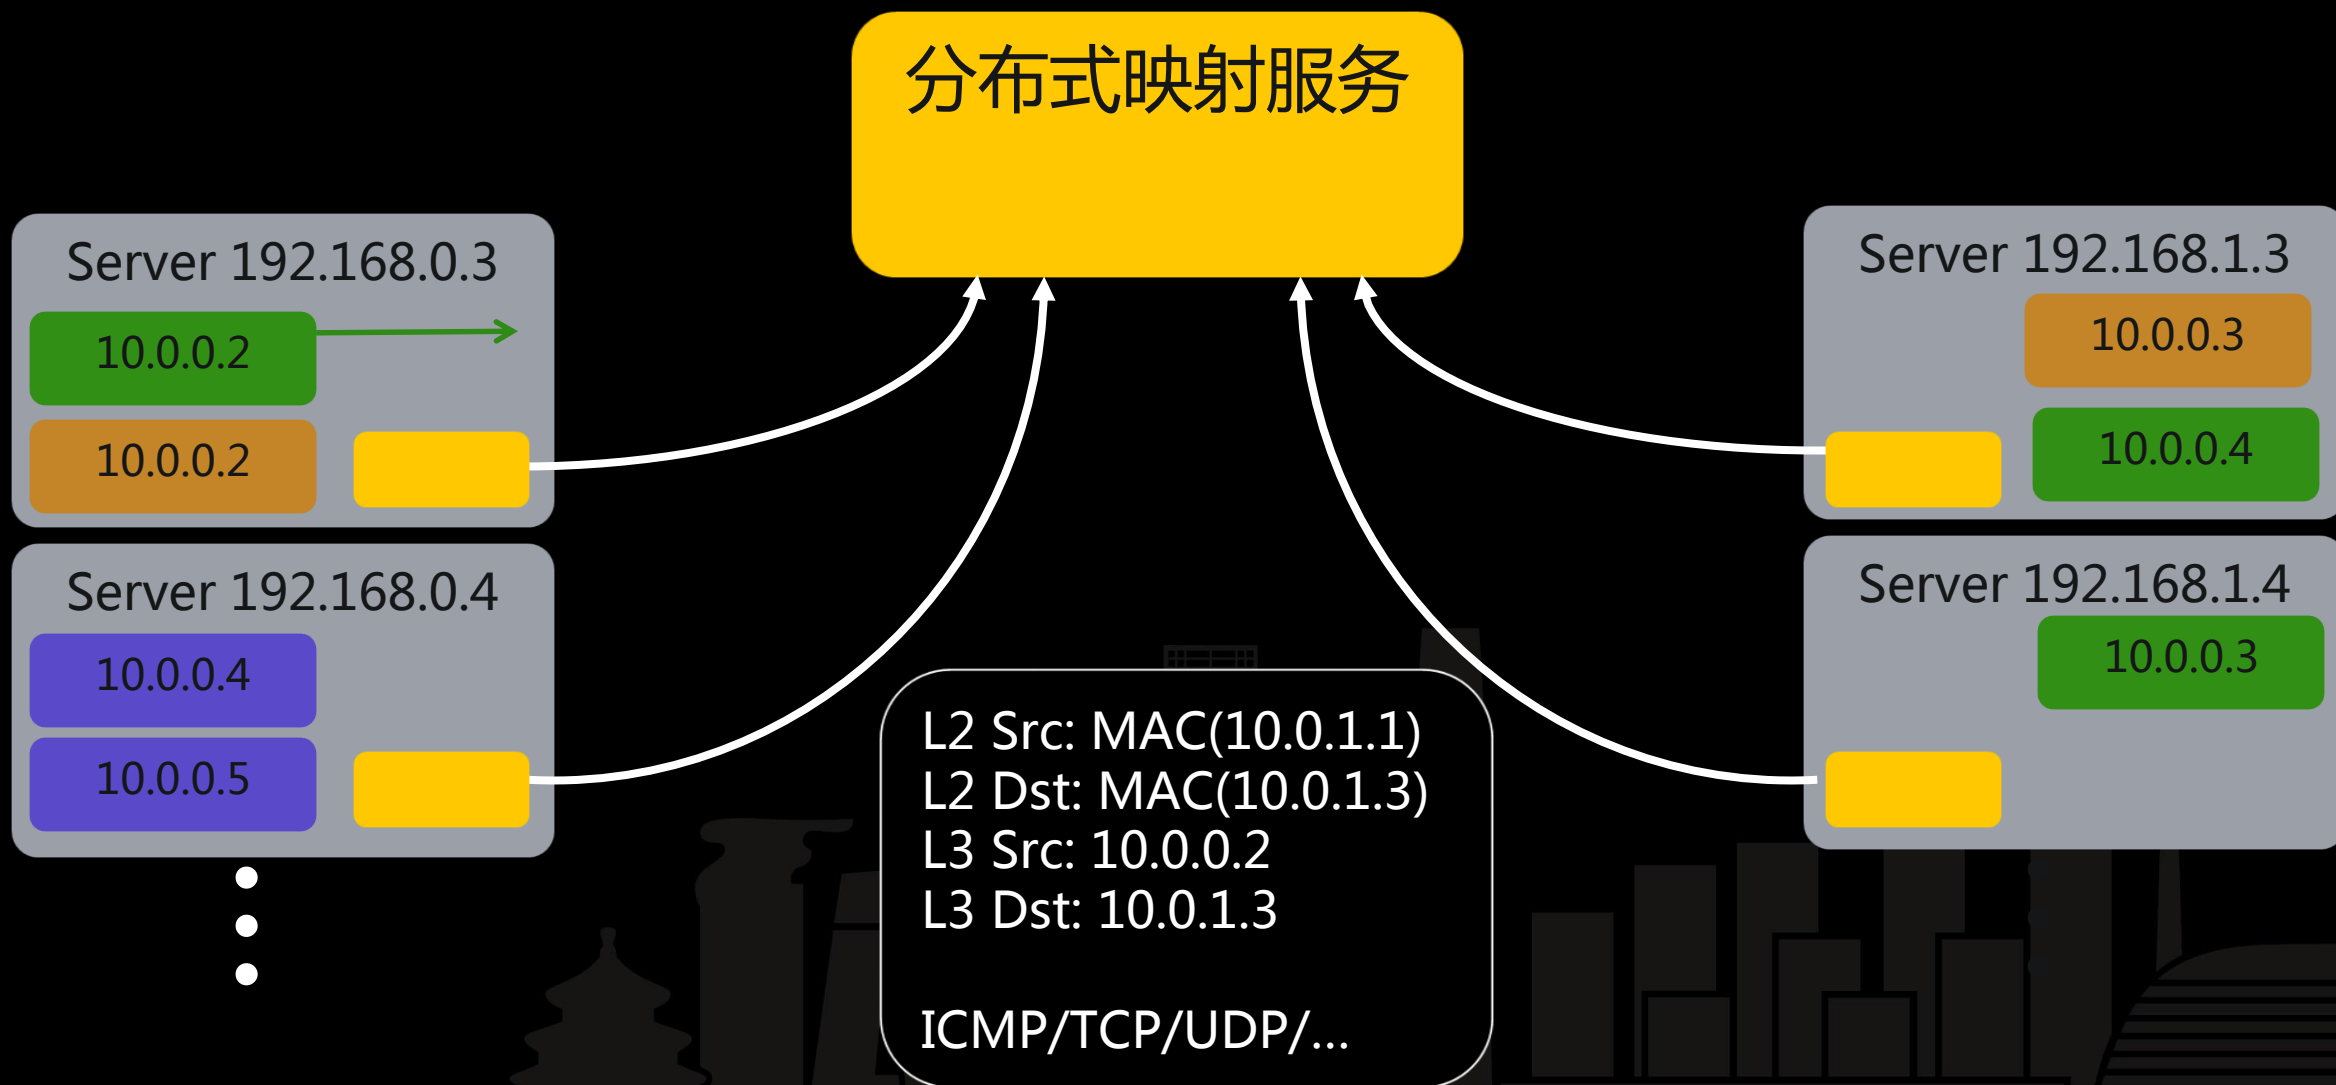 分布式映射服务
Server 192.168.0.3
10.0.0.2
10.0.0.2
Server 192.168.0.4
10.0.0.4
10.0.0.5
Server 192.168.1.3
10.0.0.3
10.0.0.4
Server 192.168.1.4
10.0.0.3
L2 Src: MAC(10.0.1.1)
L2 Dst: MAC(10.0.1.3)
L3 Src: 10.0.0.2
L3 Dst: 10.0.1.3
ICMP/TCP/UDP/...